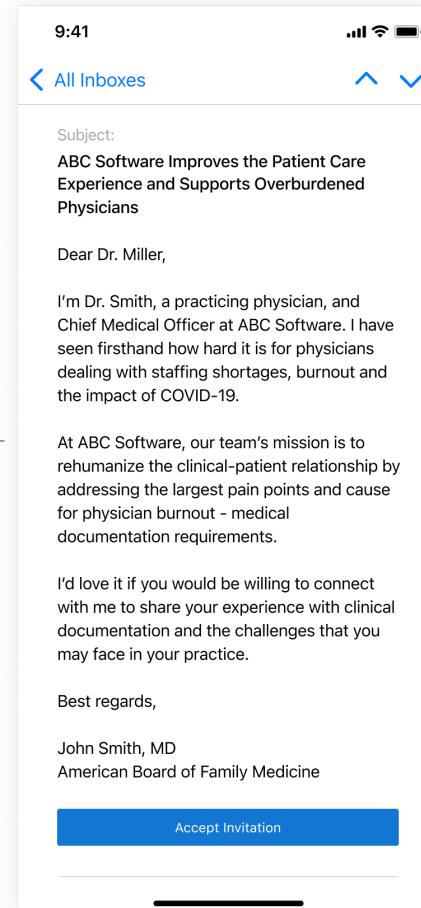 9:41
All Inboxes
Subject:
ABC Software Improves the Patient Care
Experience and Supports Overburdened
Physicians
Dear Dr. Miller,
I’m Dr. Smith, a practicing physician, and
Chief Medical Officer at ABC Software. I have
seen firsthand how hard it is for physicians
dealing with staffing shortages, burnout and
the impact of COVID-19.
At ABC Software, our team’s mission is to
rehumanize the clinical-patient relationship by
addressing the largest pain points and cause
for physician burnout - medical
documentation requirements.
I’d love it if you would be willing to connect
with me to share your experience with clinical
documentation and the challenges that you
may face in your practice.
Best regards,
John Smith, MD
American Board of Family Medicine
Accept Invitation